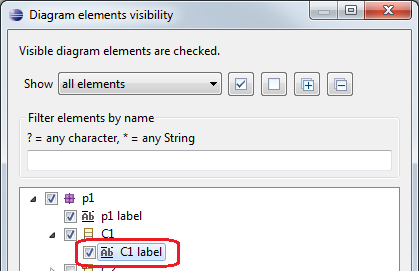 Diagram elements visibility
Visible diagram elements are checked.
Show all elements
Filter elements by name
? = any character, * = any String
p1
p1 label
C1
C1 label